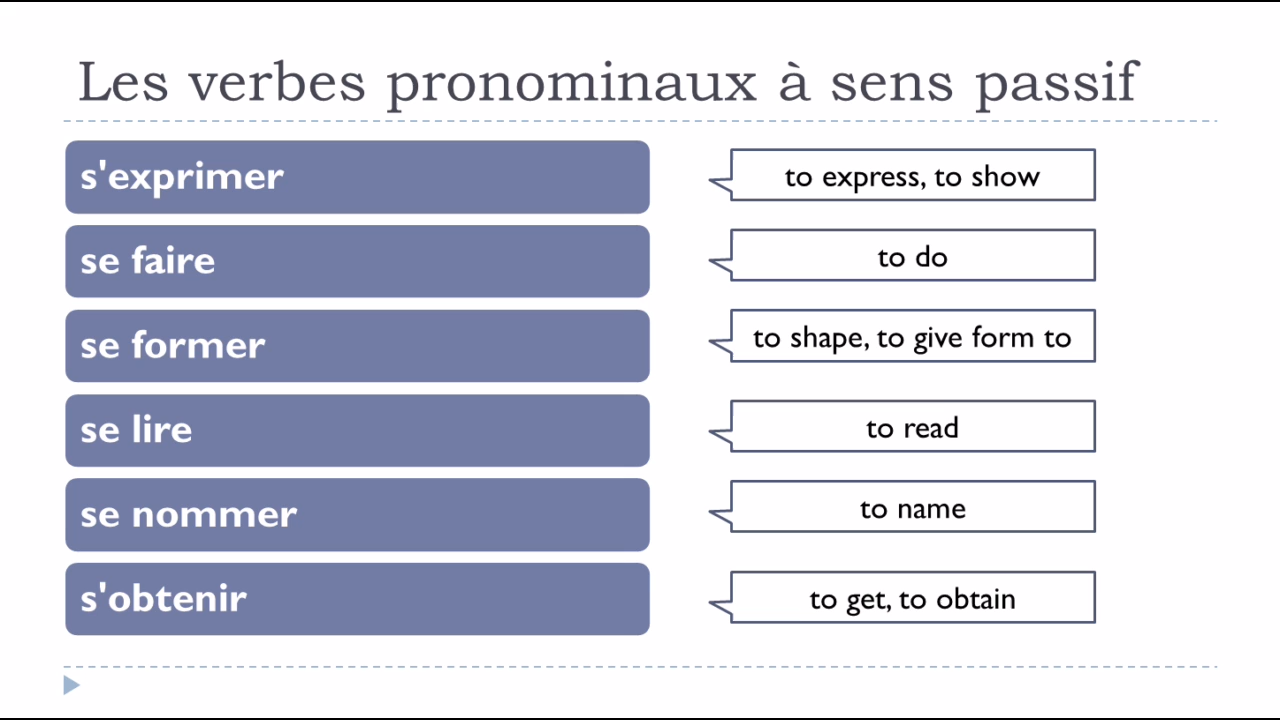 Les verbes pronominaux à sens passif
s'exprimer
to express, to show
se faire
to do
se former
to shape, to give form to
se lire
to read
se nommer
to name
s'obtenir
to get, to obtain